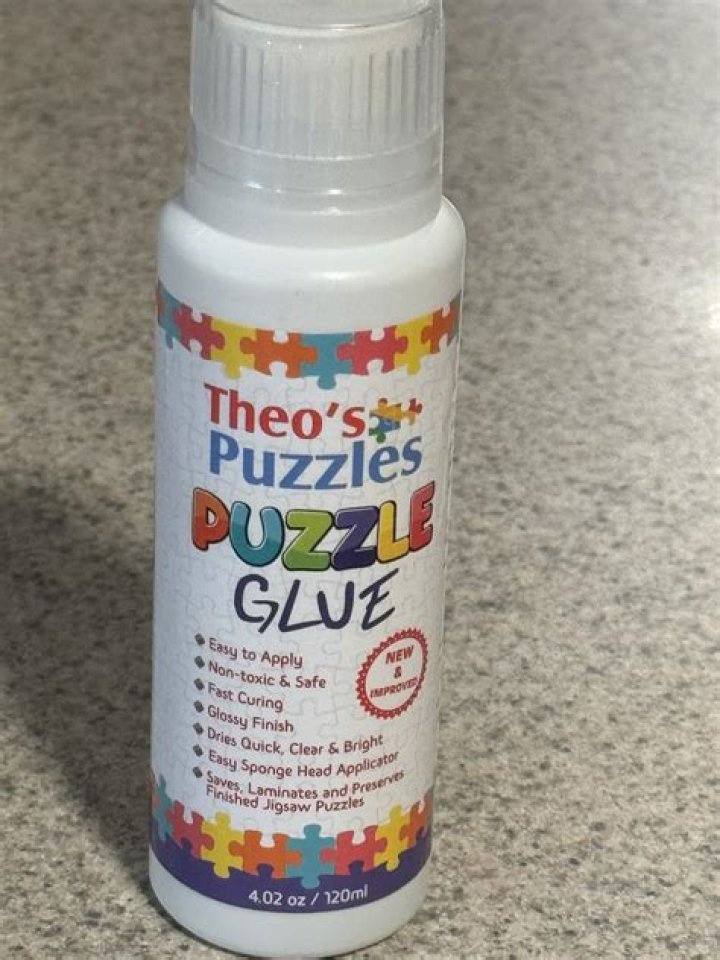 Theo's
Puzzles
PUZZLE
GLUE
Easy to Apply
Non-toxic & Safe
Fast Curing
Glossy Finish
Dries Quick, Clear & Bright
Easy Sponge Head Applicator
Saves, Laminates and Preserves
Finished Jigsaw Puzzles
NEW
&
IMPROVED
4.02 oz / 120ml